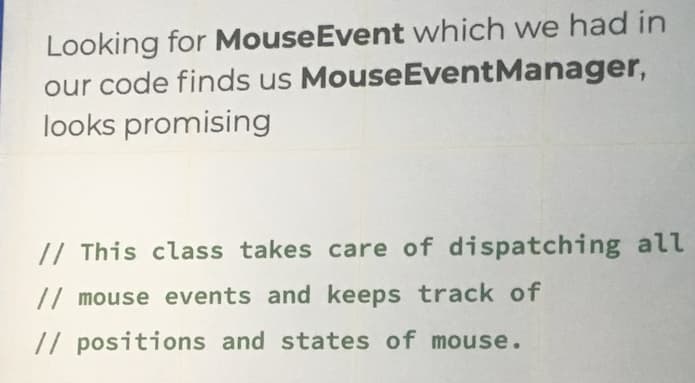 Looking for MouseEvent which we had in
our code finds us MouseEventManager,
looks promising
// This class takes care of dispatching all
// mouse events and keeps track of
// positions and states of mouse.